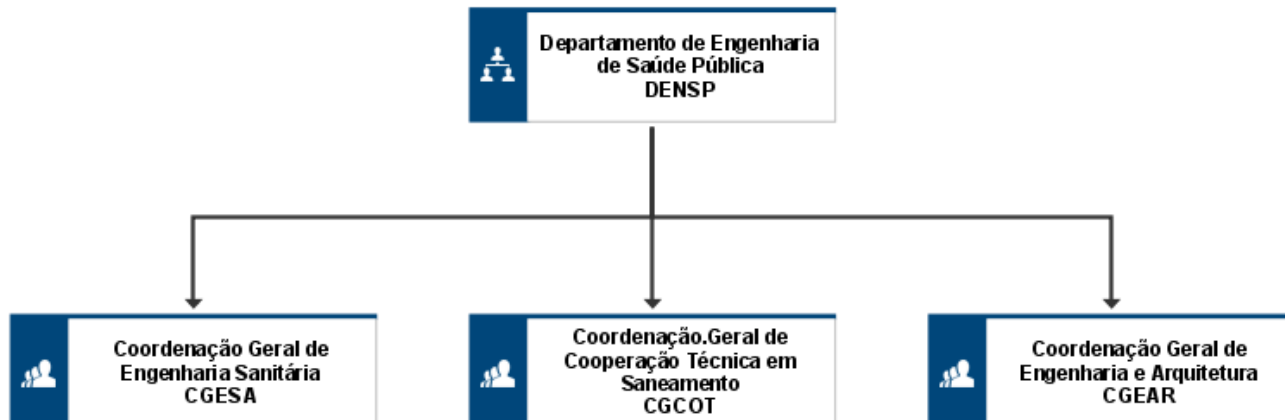 Departamento de Engenharia
de Saúde Pública
DENSP
Coordenação Geral de
Engenharia Sanitária
CGESA
Coordenação.Geral de
Cooperação Técnica em
Saneamento
CGCOT
Coordenação Geral de
Engenharia e Arquitetura
CGEAR